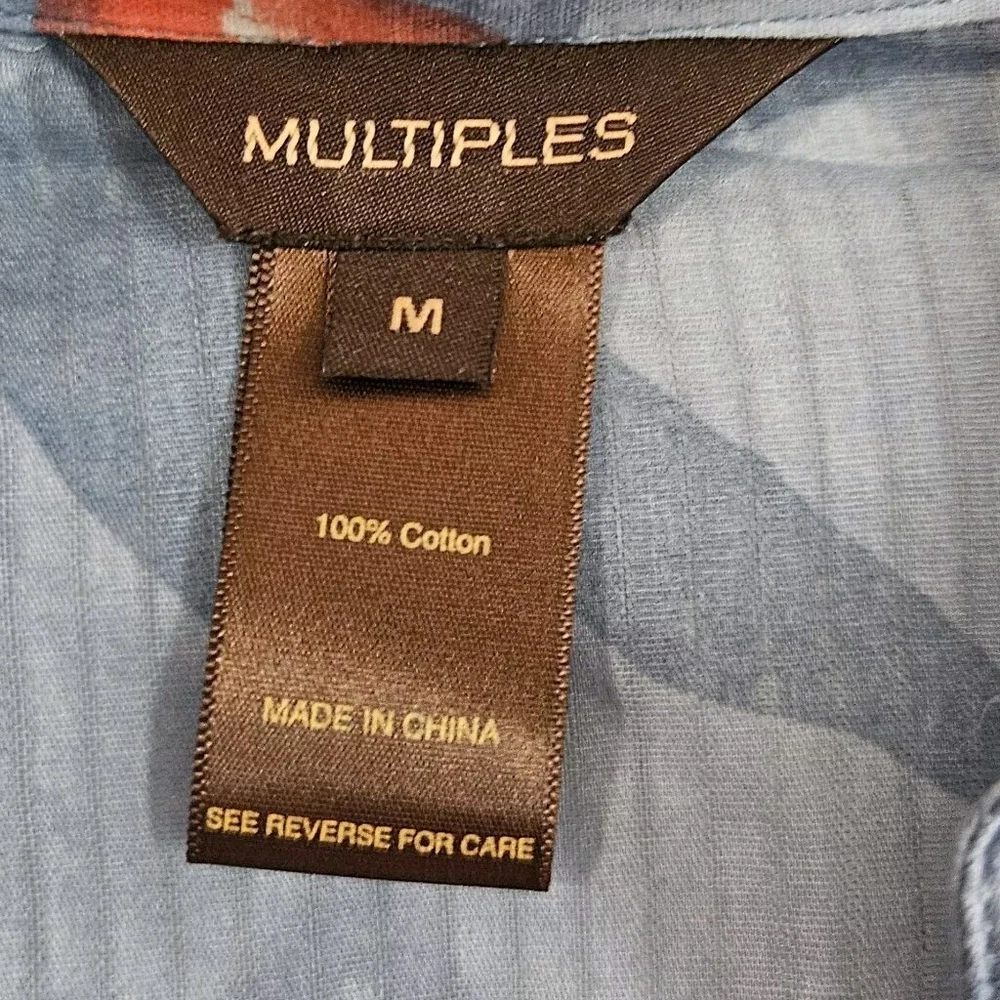 MULTIPLES
M
100% Cotton
MADE IN CHINA
SEE REVERSE FOR CARE